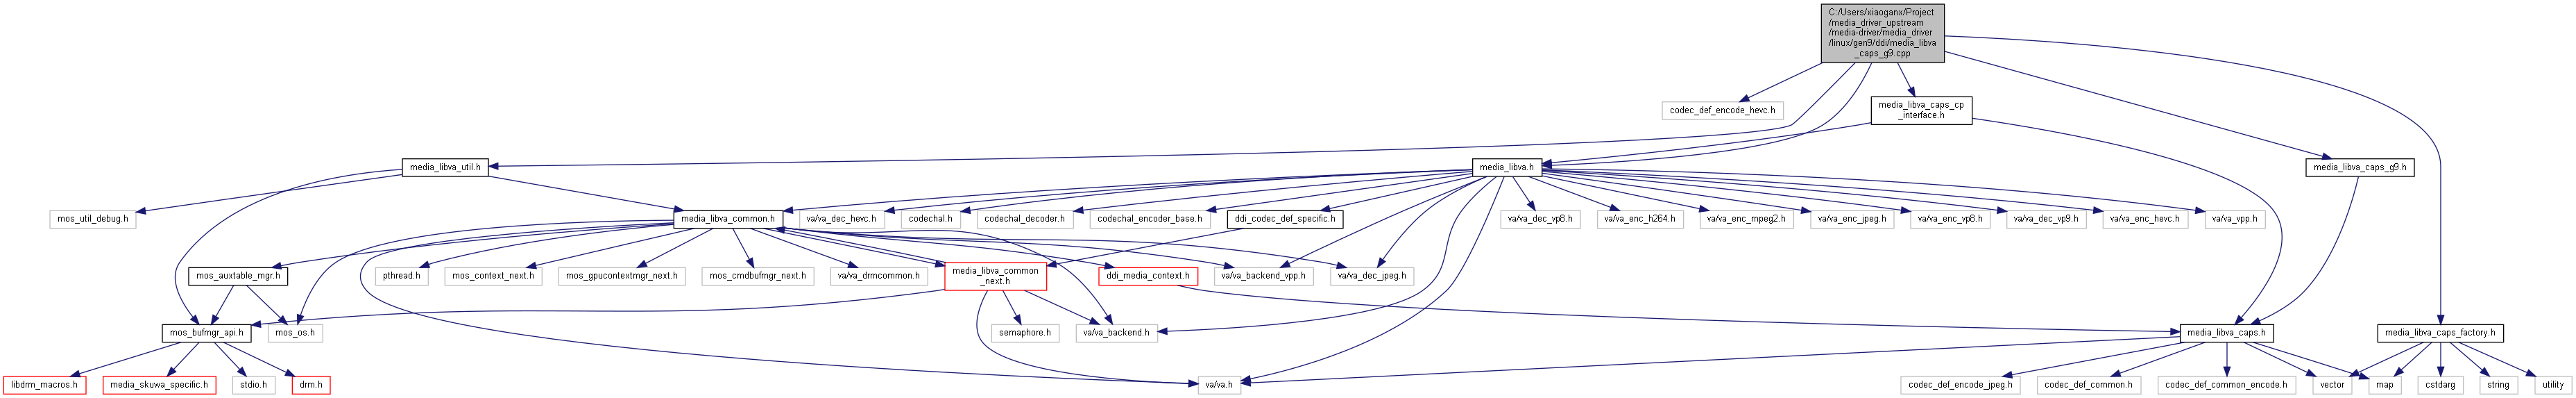 C:/Users/xiaoganx/Project
/media_driver_upstream
/media-driver/media_driver
/linux/gen9/ddi/media_libva
_caps_g9.cpp
codec_def_encode_hevc.h
media_libva_caps_cp
_interface.h
media_libva_util.h
media_libva.h
media_libva_caps_g9.h
mos_util_debug.h
media_libva_common.h
va/va_dec_hevc.h
codechal.h
codechal_decoder.h
codechal_encoder_base.h
ddi_codec_def_specific.h
va/va_dec_vp8.h
va/va_enc_h264.h
va/va_enc_mpeg2.h
va/va_enc_jpeg.h
va/va_enc_vp8.h
va/va_dec_vp9.h
va/va_enc_hevc.h
va/va_vpp.h
mos_auxtable_mgr.h
pthread.h
mos_context_next.h
mos_gpucontextmgr_next.h
mos_cmdbufmgr_next.h
va/va_drmcommon.h
media_libva_common
_next.h
ddi_media_context.h
va/va_backend_vpp.h
va/va_dec_jpeg.h
mos_bufmgr_api.h
mos_os.h
semaphore.h
va/va_backend.h
media_libva_caps.h
media_libva_caps_factory.h
libdrm_macros.h
media_skuwa_specific.h
stdio.h
drm.h
va/va.h
codec_def_encode_jpeg.h
codec_def_common.h
codec_def_common_encode.h
vector
map
cstdarg
string
utility